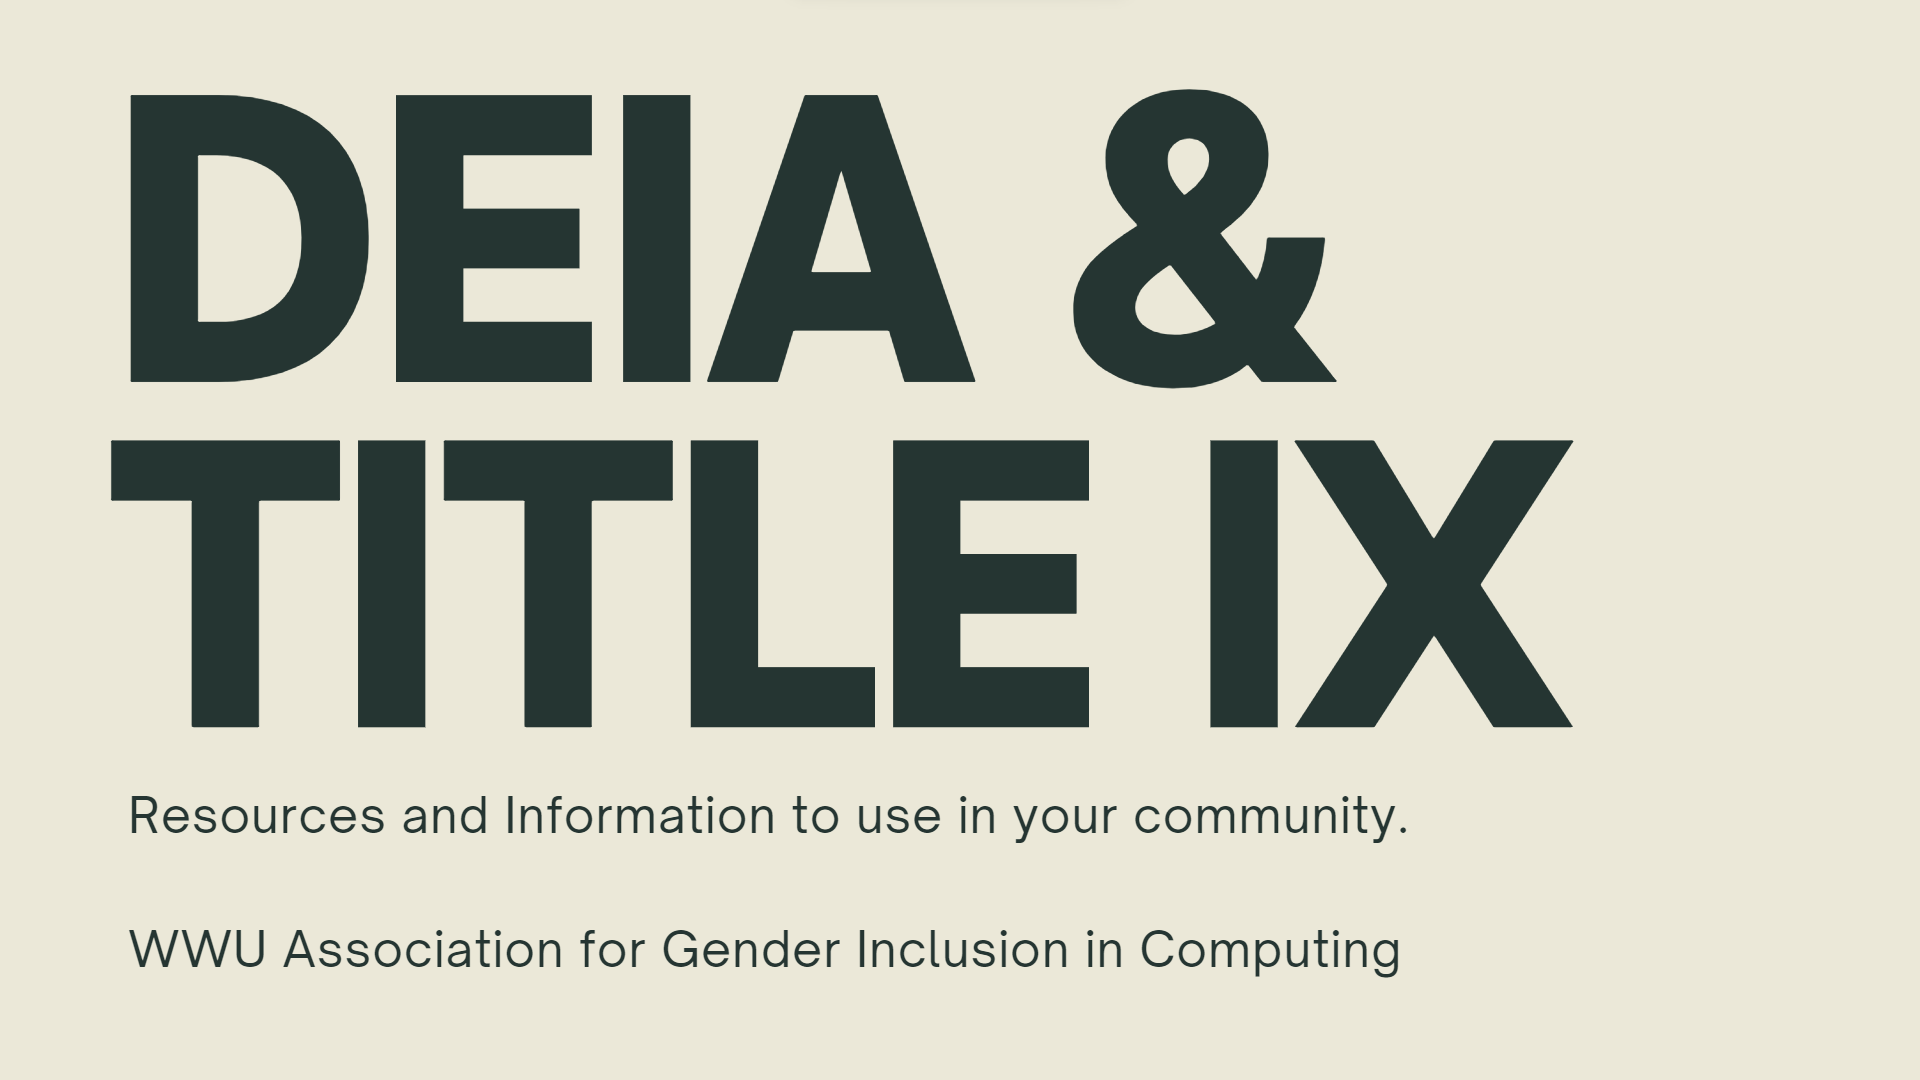 DEIA &
TITLE IX
Resources and Information to use in your community.
WWU Association for Gender Inclusion in Computing